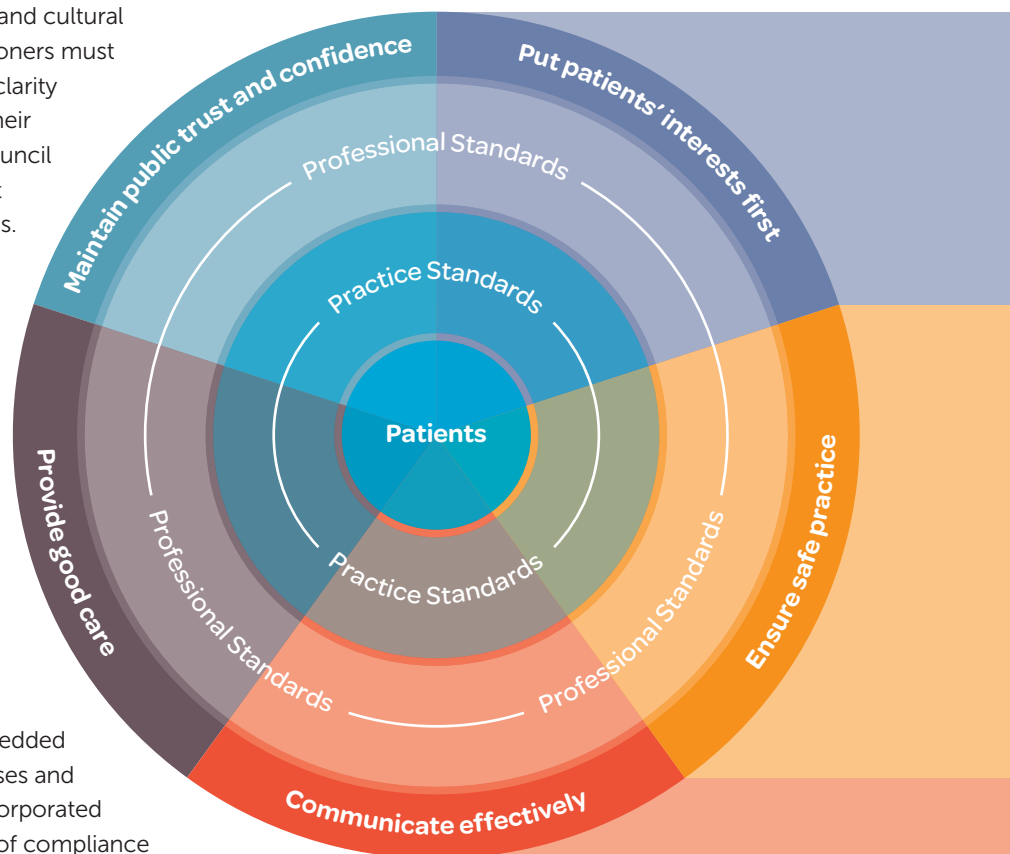 and cultural
oners must
clarity
heir
uncil
s.
Maintain public trust and confidence
Put patients’ interests first
Professional Standards
Practice Standards
Patients
Practice Standards
Professional Standards
Professional Standards
Provide good care
Ensure safe practice
Communicate effectively
edded
ses and
orporated
of compliance